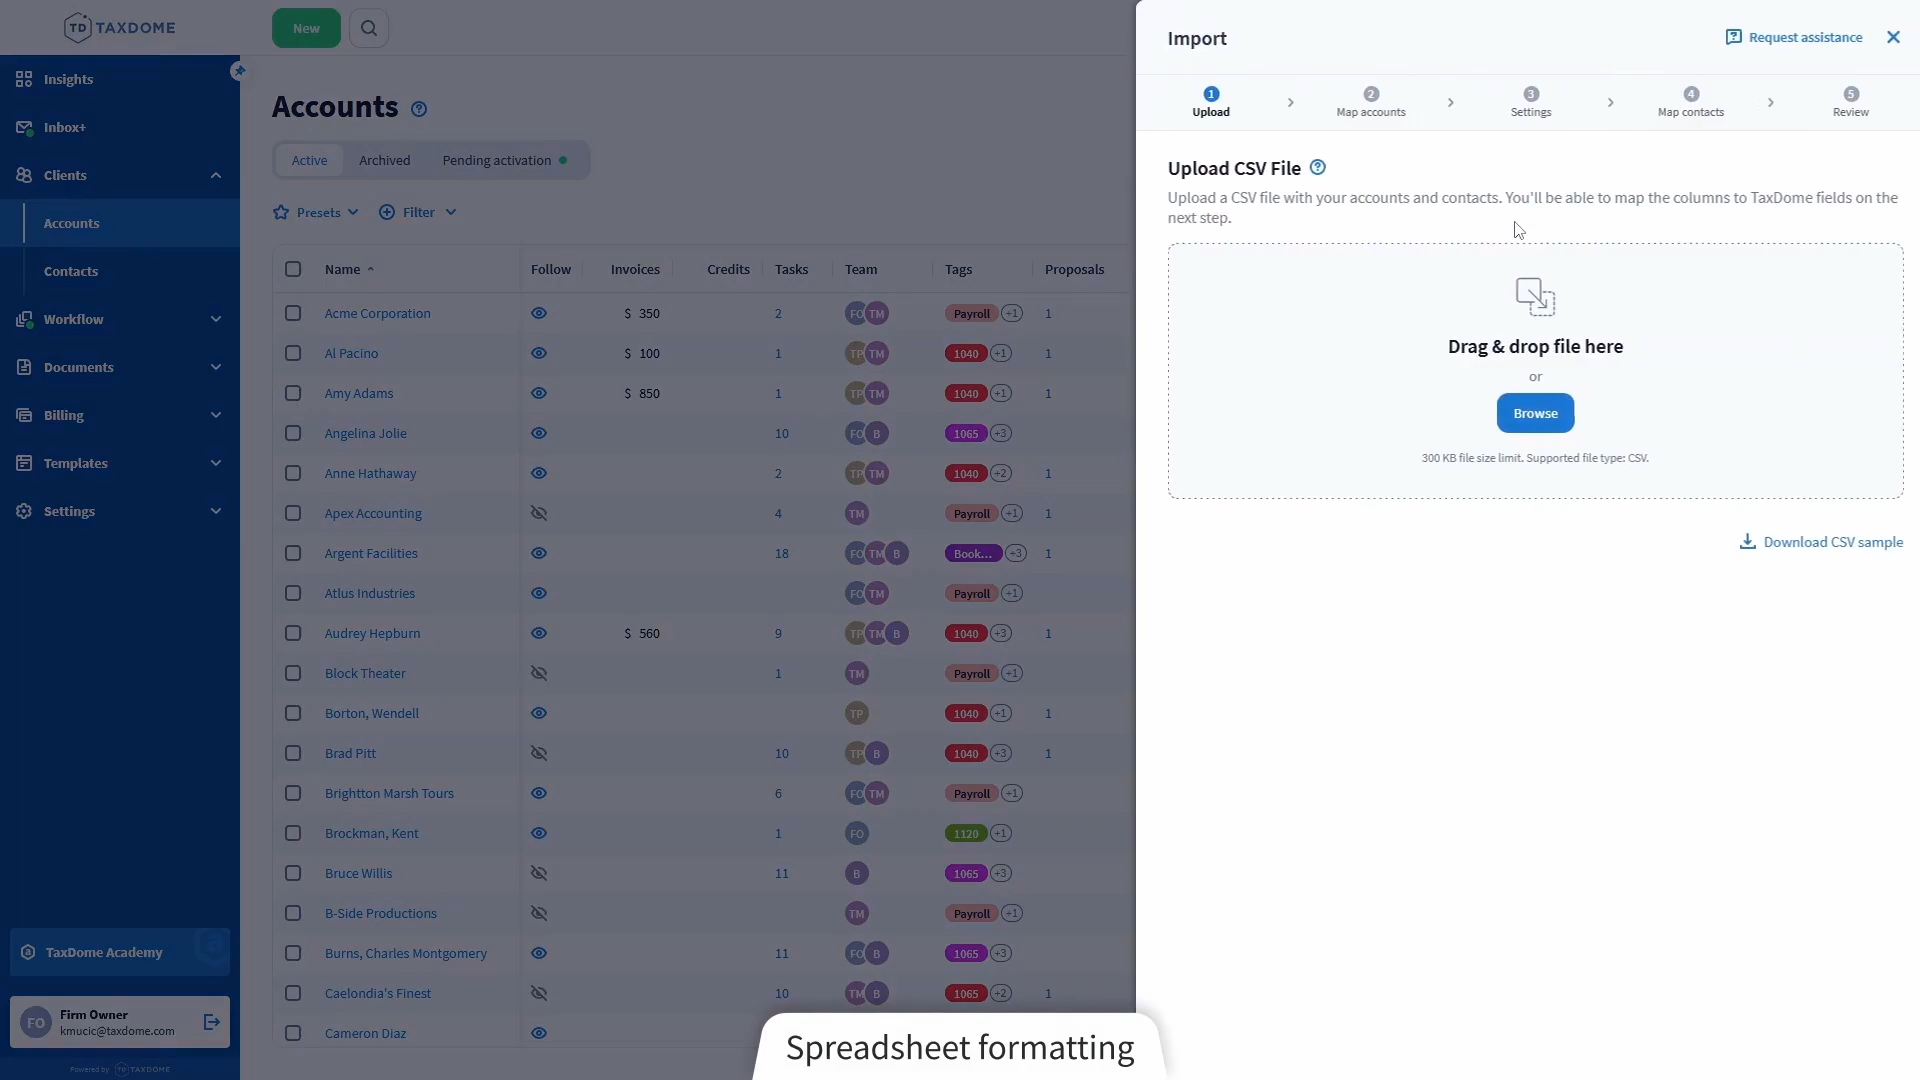 TD TAXDOME
New
Insights
Inbox+
Clients
Accounts
Contacts
Workflow
Documents
Billing
Templates
Settings
TaxDome Academy
FO
Firm Owner
kmucic@taxdome.com
Powered by TD TAXDOME
Accounts ?
Active Archived Pending activation
Presets Filter
Name Follow Invoices Credits Tasks Team Tags Proposals
Acme Corporation $ 350 2 FO TM Payroll +1 1
Al Pacino $ 100 1 TP TM 1040 +1 1
Amy Adams $ 850 1 TP TM 1040 +1 1
Angelina Jolie 10 FO B 1065 +3
Anne Hathaway 2 TP TM 1040 +2 1
Apex Accounting 4 TM Payroll +1 1
Argent Facilities 18 FO TM B Book... +3 1
Atlus Industries FO TM Payroll +1
Audrey Hepburn $ 560 9 TP TM B 1040 +3 1
Block Theater 1 TM Payroll +1
Borton, Wendell TP 1040 +1 1
Brad Pitt 10 TP B 1040 +3 1
Brightton Marsh Tours 6 FO TM Payroll +1
Brockman, Kent 1 FO 1120 +1
Bruce Willis 11 B 1065 +3
B-Side Productions TM Payroll +1
Burns, Charles Montgomery 11 FO B 1065 +3
Caelondia's Finest 10 TM B 1065 +2 1
Cameron Diaz
Import
Request assistance
1 2 3 4 5
Upload Map accounts Settings Map contacts Review
Upload CSV File ?
Upload a CSV file with your accounts and contacts. You'll be able to map the columns to TaxDome fields on the
next step.
Drag & drop file here
or
Browse
300 KB file size limit. Supported file type: CSV.
Download CSV sample
Spreadsheet formatting